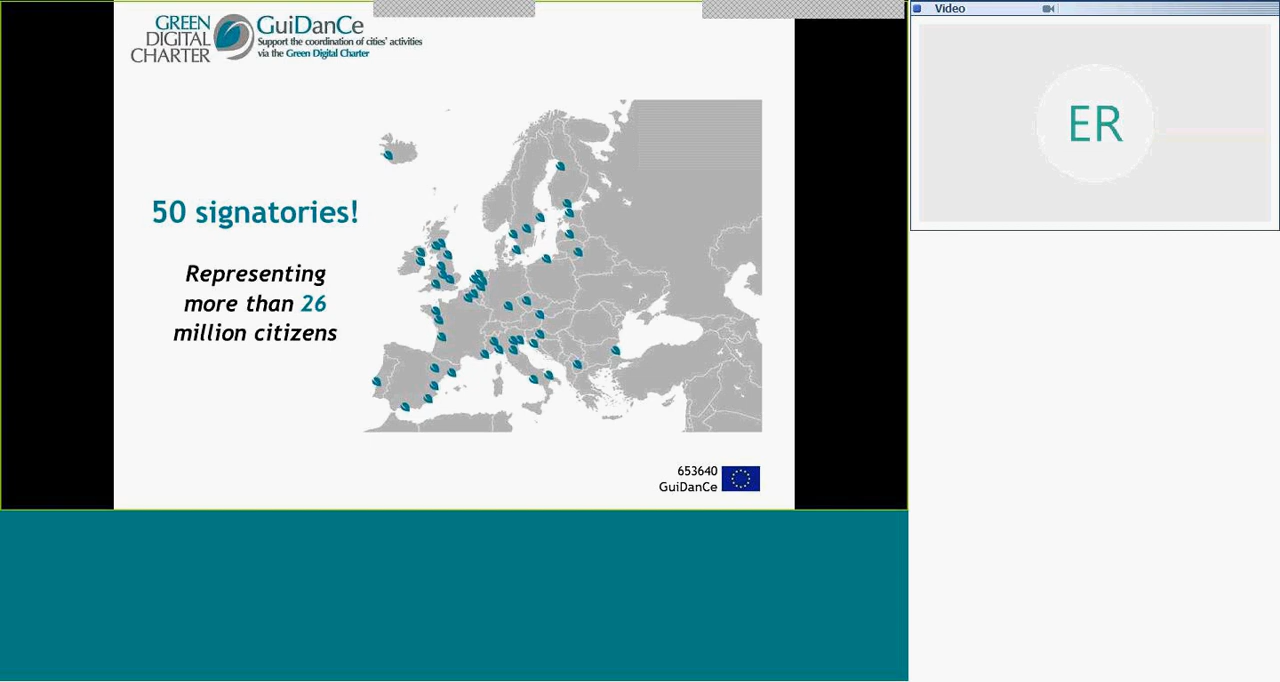 GREEN
DIGITAL
CHARTER
GuiDanCe
Support the coordination of cities' activities
via the Green Digital Charter
50 signatories!
Representing
more than 26
million citizens
653640
GuiDanCe
Video
ER